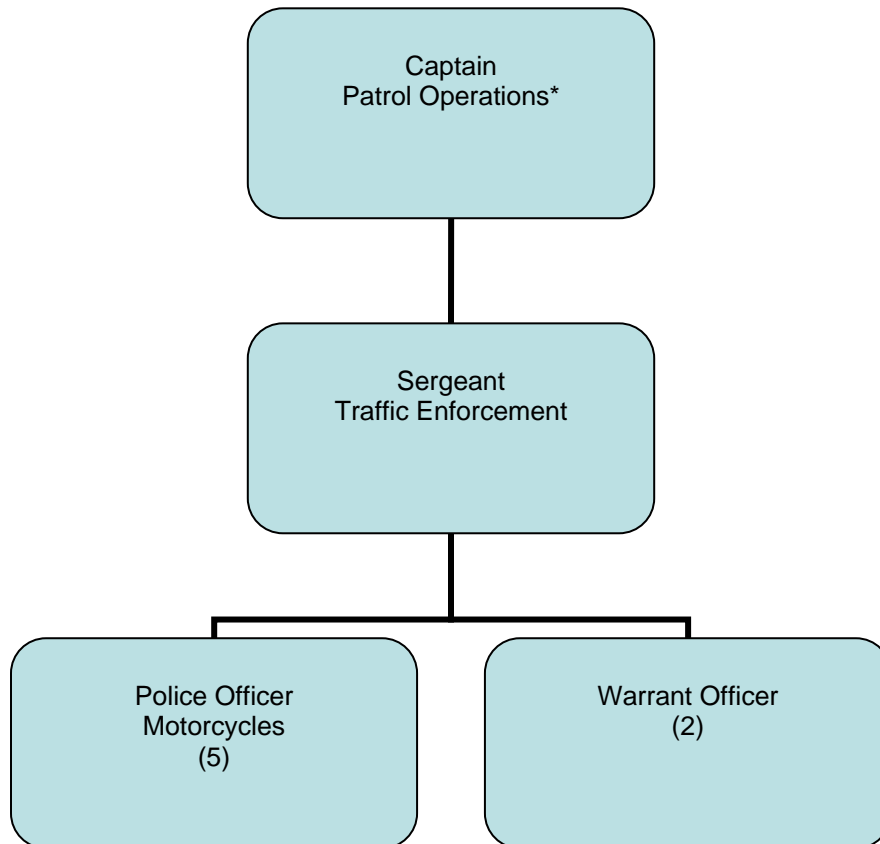 Captain
Patrol Operations*
Sergeant
Traffic Enforcement
Police Officer
Motorcycles
(5)
Warrant Officer
(2)